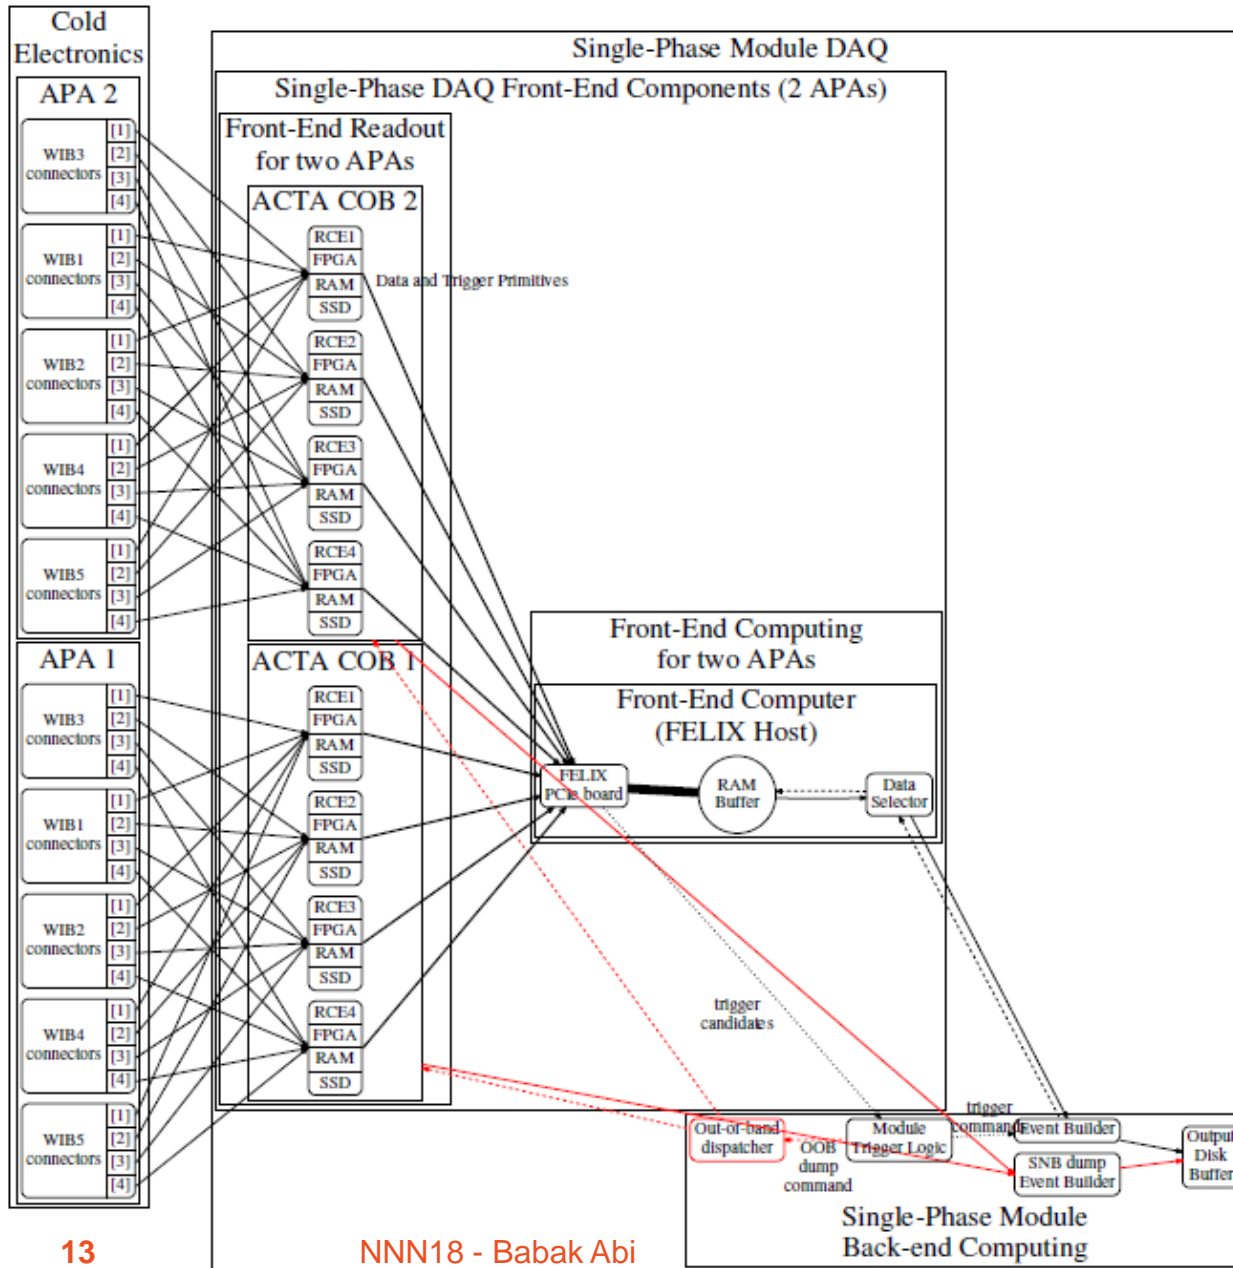 Cold
Electronics
APA 2
WIB3
connectors
[1]
[2]
[3]
[4]
WIB1
connectors
[1]
[2]
[3]
[4]
WIB2
connectors
[1]
[2]
[3]
[4]
WIB4
connectors
[1]
[2]
[3]
[4]
WIB5
connectors
[1]
[2]
[3]
[4]
APA 1
WIB3
connectors
[1]
[2]
[3]
[4]
WIB1
connectors
[1]
[2]
[3]
[4]
WIB2
connectors
[1]
[2]
[3]
[4]
WIB4
connectors
[1]
[2]
[3]
[4]
WIB5
connectors
[1]
[2]
[3]
[4]
Single-Phase Module DAQ
Single-Phase DAQ Front-End Components (2 APAs)
Front-End Readout
for two APAs
ACTA COB 2
RCE1
FPGA
RAM
SSD
Data and Trigger Primitives
RCE2
FPGA
RAM
SSD
RCE3
FPGA
RAM
SSD
RCE4
FPGA
RAM
SSD
ACTA COB 1
RCE1
FPGA
RAM
SSD
RCE2
FPGA
RAM
SSD
RCE3
FPGA
RAM
SSD
RCE4
FPGA
RAM
SSD
Front-End Computing
for two APAs
Front-End Computer
(FELIX Host)
FELIX
PCIe board
RAM
Buffer
Data
Selector
trigger
candidates
Out-of-band
dispatcher
OOB
dump
command
Module
Trigger Logic
trigger
command
Event Builder
SNB dump
Event Builder
Output
Disk
Buffer
Single-Phase Module
Back-end Computing
13
NNN18 - Babak Abi